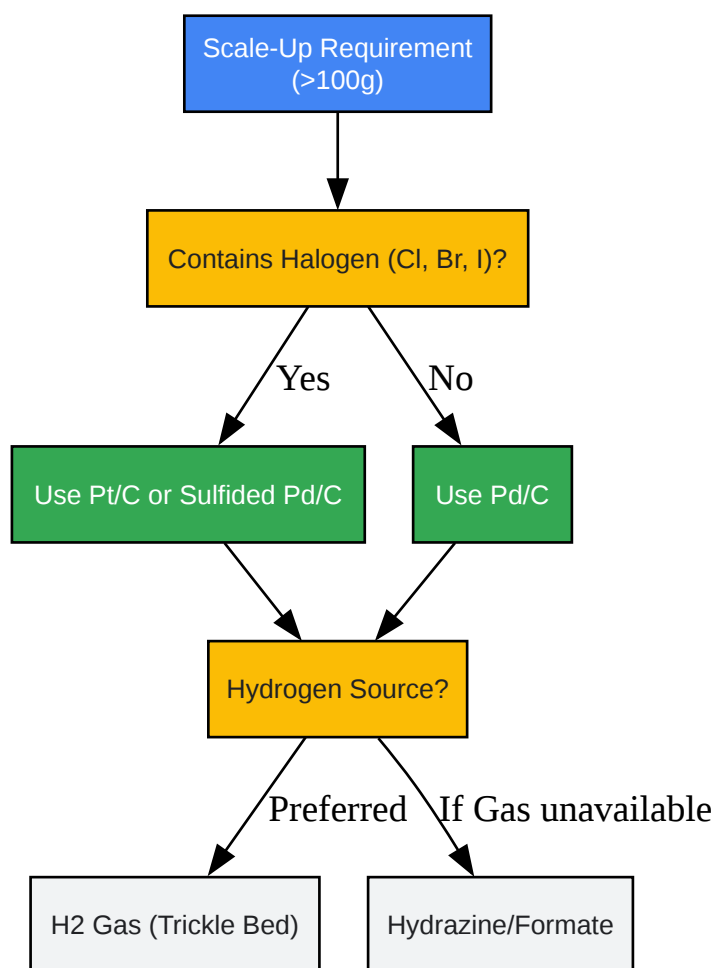 Scale-Up Requirement
(>100g)
Contains Halogen (Cl, Br, I)?
Yes
No
Use Pt/C or Sulfided Pd/C
Use Pd/C
Hydrogen Source?
Preferred
If Gas unavailable
H2 Gas (Trickle Bed)
Hydrazine/Formate